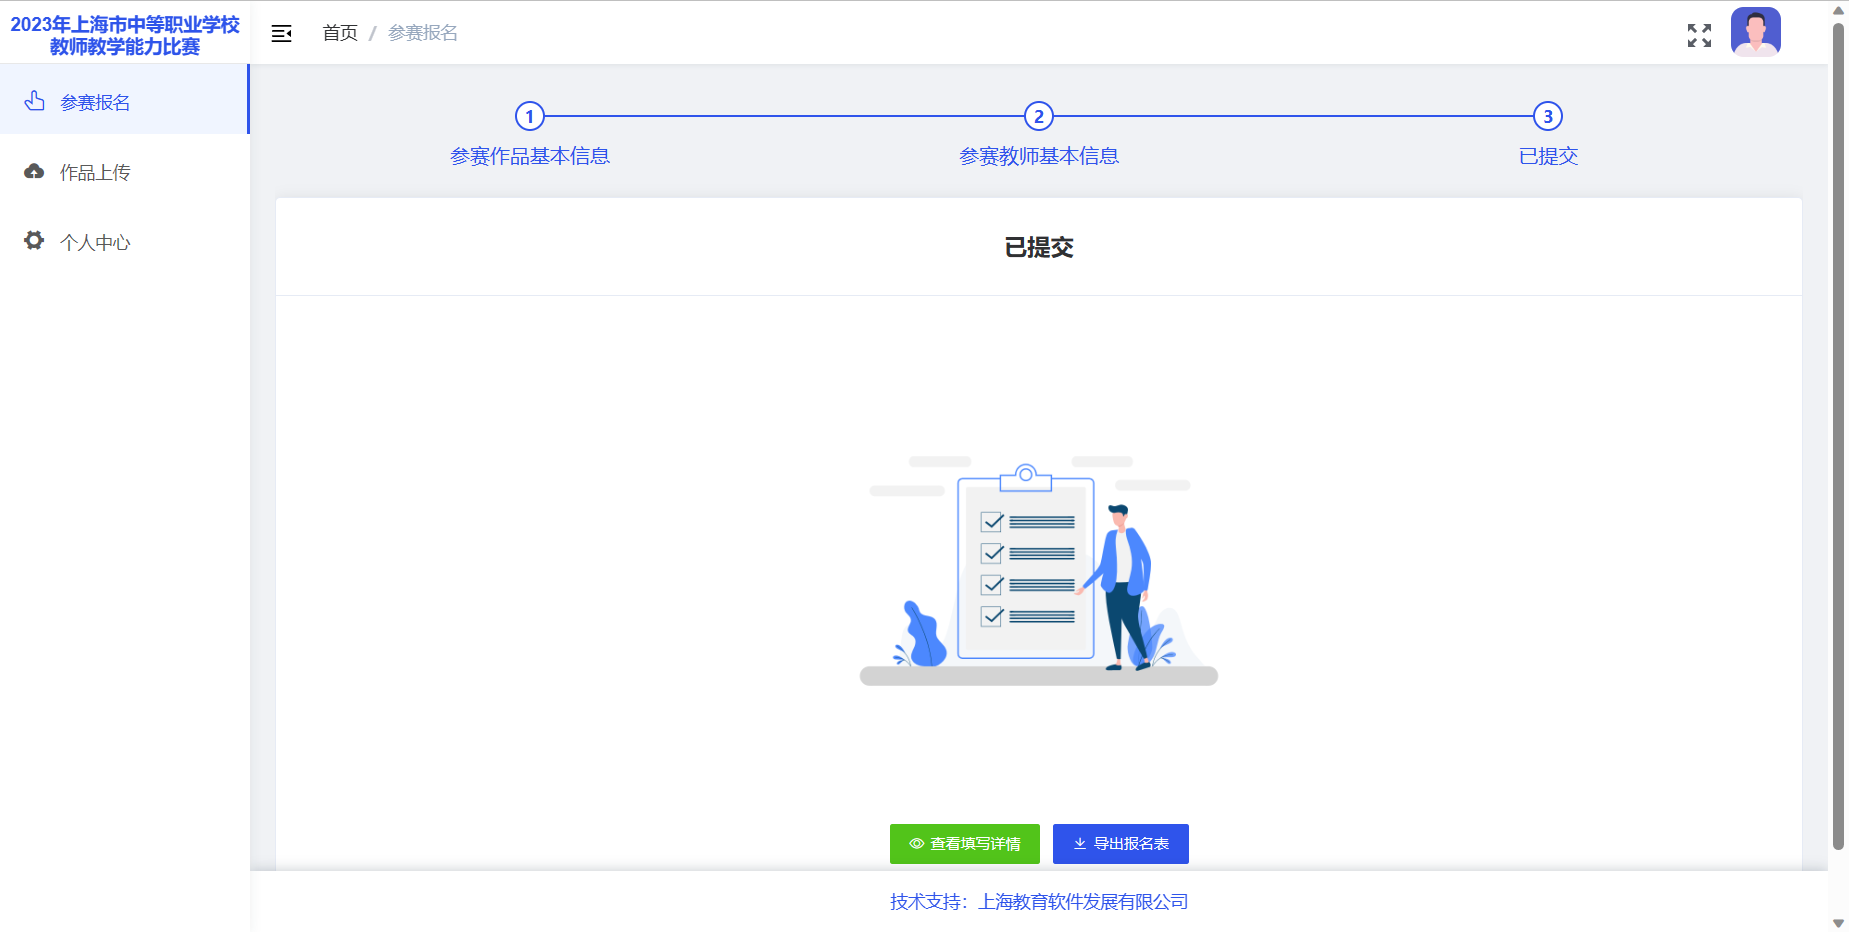 2023年上海市中等职业学校
教师教学能力比赛
首页 / 参赛报名
参赛报名
作品上传
个人中心
1
参赛作品基本信息
2
参赛教师基本信息
3
已提交
已提交
查看填写详情
导出报名表
技术支持：上海教育软件发展有限公司